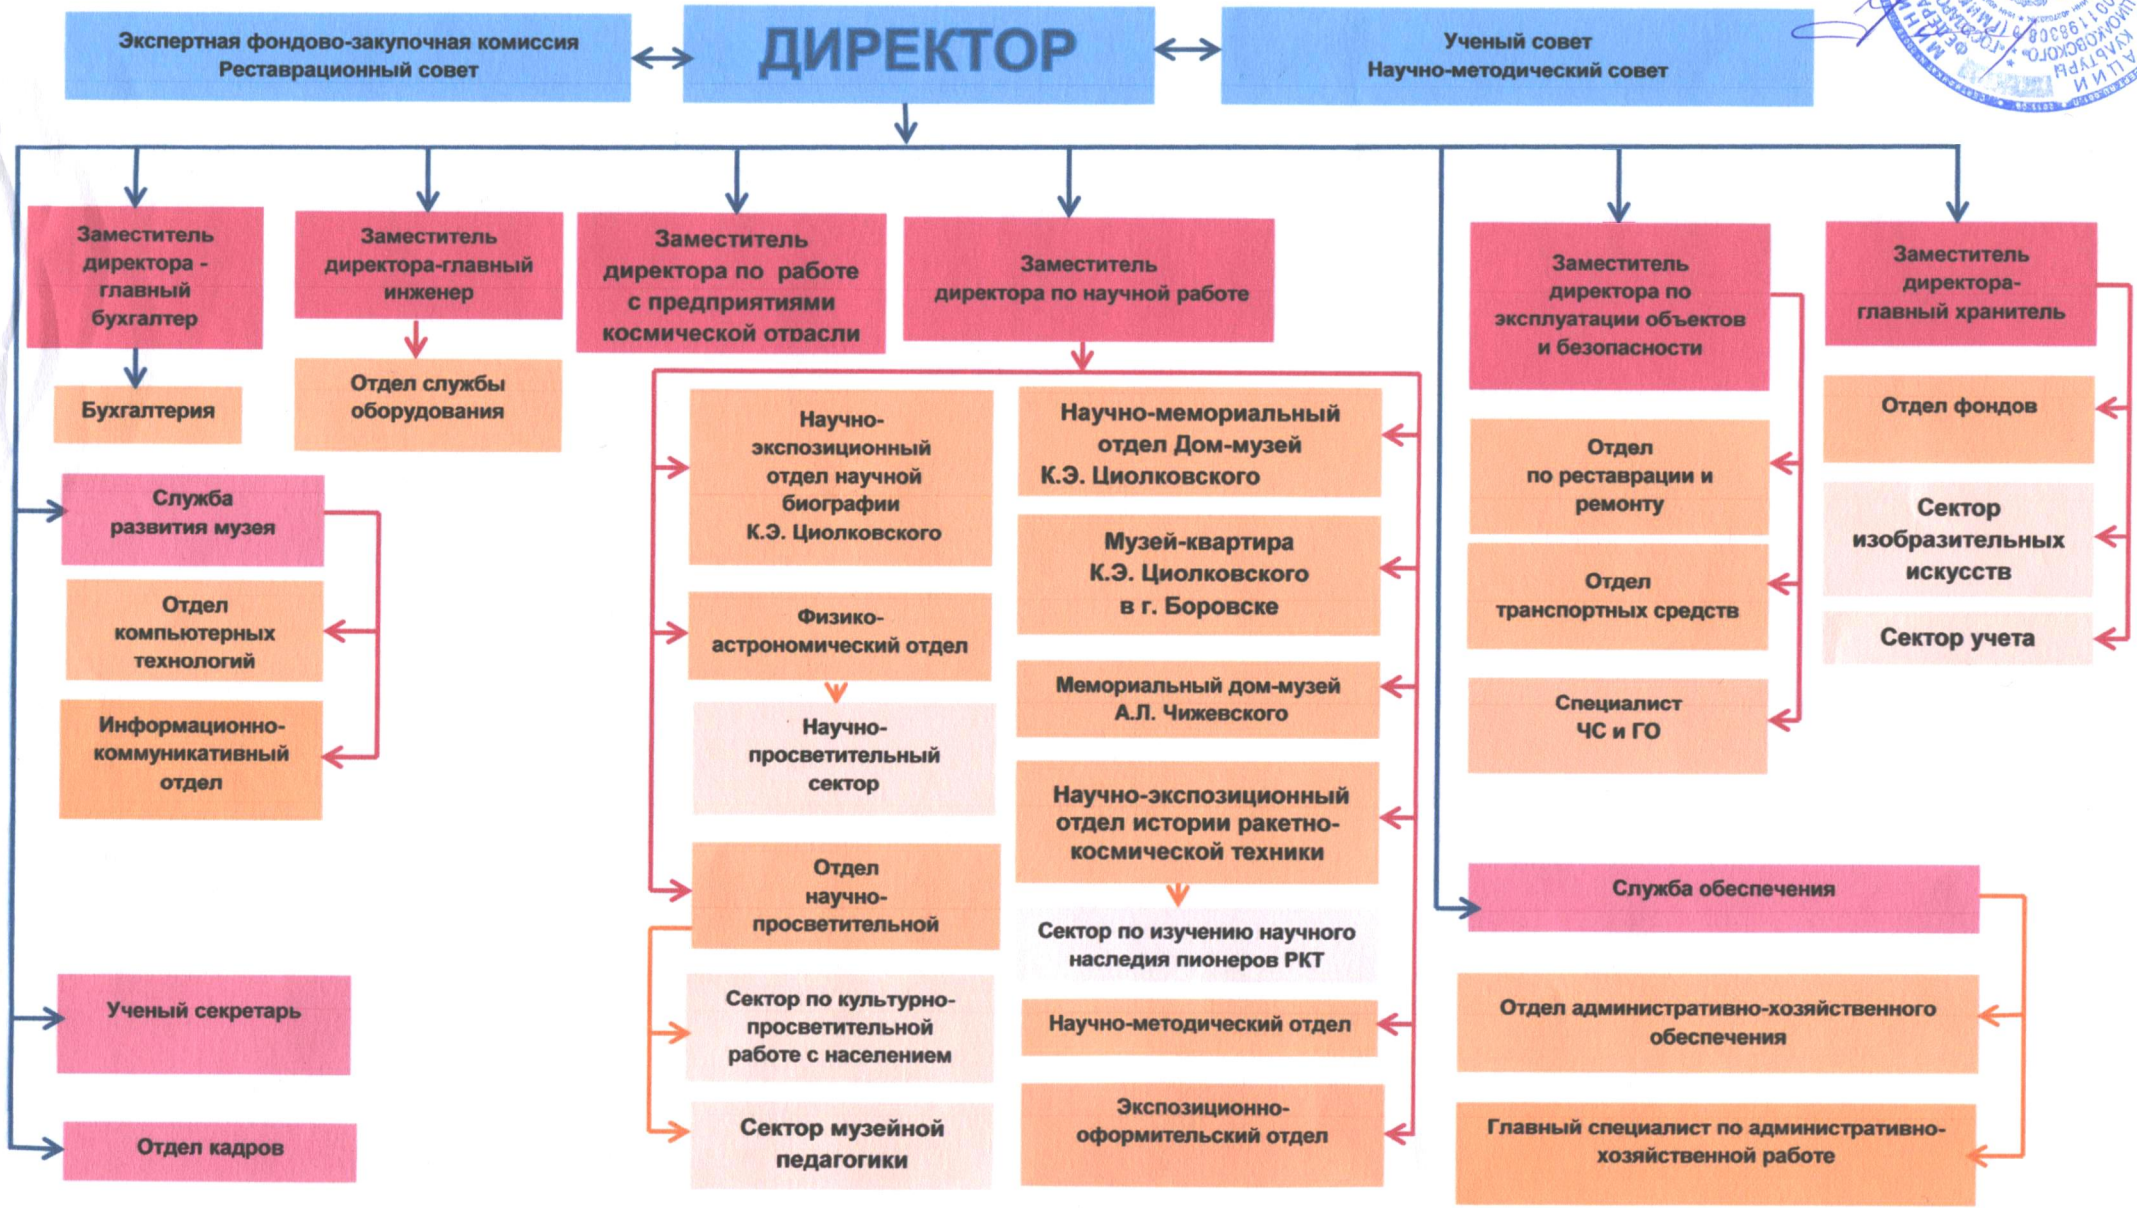 Экспертная фондово-закупочная комиссия
Реставрационный совет
ДИРЕКТОР
Ученый совет
Научно-методический совет
Заместитель
директора -
главный
бухгалтер
Заместитель
директора-главный
инженер
Заместитель
директора по работе
с предприятиями
космической отрасли
Заместитель
директора по научной работе
Заместитель
директора по
эксплуатации объектов
и безопасности
Заместитель
директора-
главный хранитель
Бухгалтерия
Отдел службы
оборудования
Служба
развития музея
Отдел
компьютерных
технологий
Информационно-
коммуникативный
отдел
Ученый секретарь
Отдел кадров
Научно-
экспозиционный
отдел научной
биографии
К.Э. Циолковского
Физико-
астрономический отдел
Научно-
просветительный
сектор
Отдел
научно-
просветительной
Сектор по культурно-
просветительной
работе с населением
Сектор музейной
педагогики
Научно-мемориальный
отдел Дом-музей
К.Э. Циолковского
Музей-квартира
К.Э. Циолковского
в г. Боровске
Мемориальный дом-музей
А.Л. Чижевского
Научно-экспозиционный
отдел истории ракетно-
космической техники
Сектор по изучению научного
наследия пионеров РКТ
Научно-методический отдел
Экспозиционно-
оформительский отдел
Отдел
по реставрации и
ремонту
Отдел
транспортных средств
Специалист
ЧС и ГО
Отдел фондов
Сектор
изобразительных
искусств
Сектор учета
Служба обеспечения
Отдел административно-хозяйственного
обеспечения
Главный специалист по административно-
хозяйственной работе